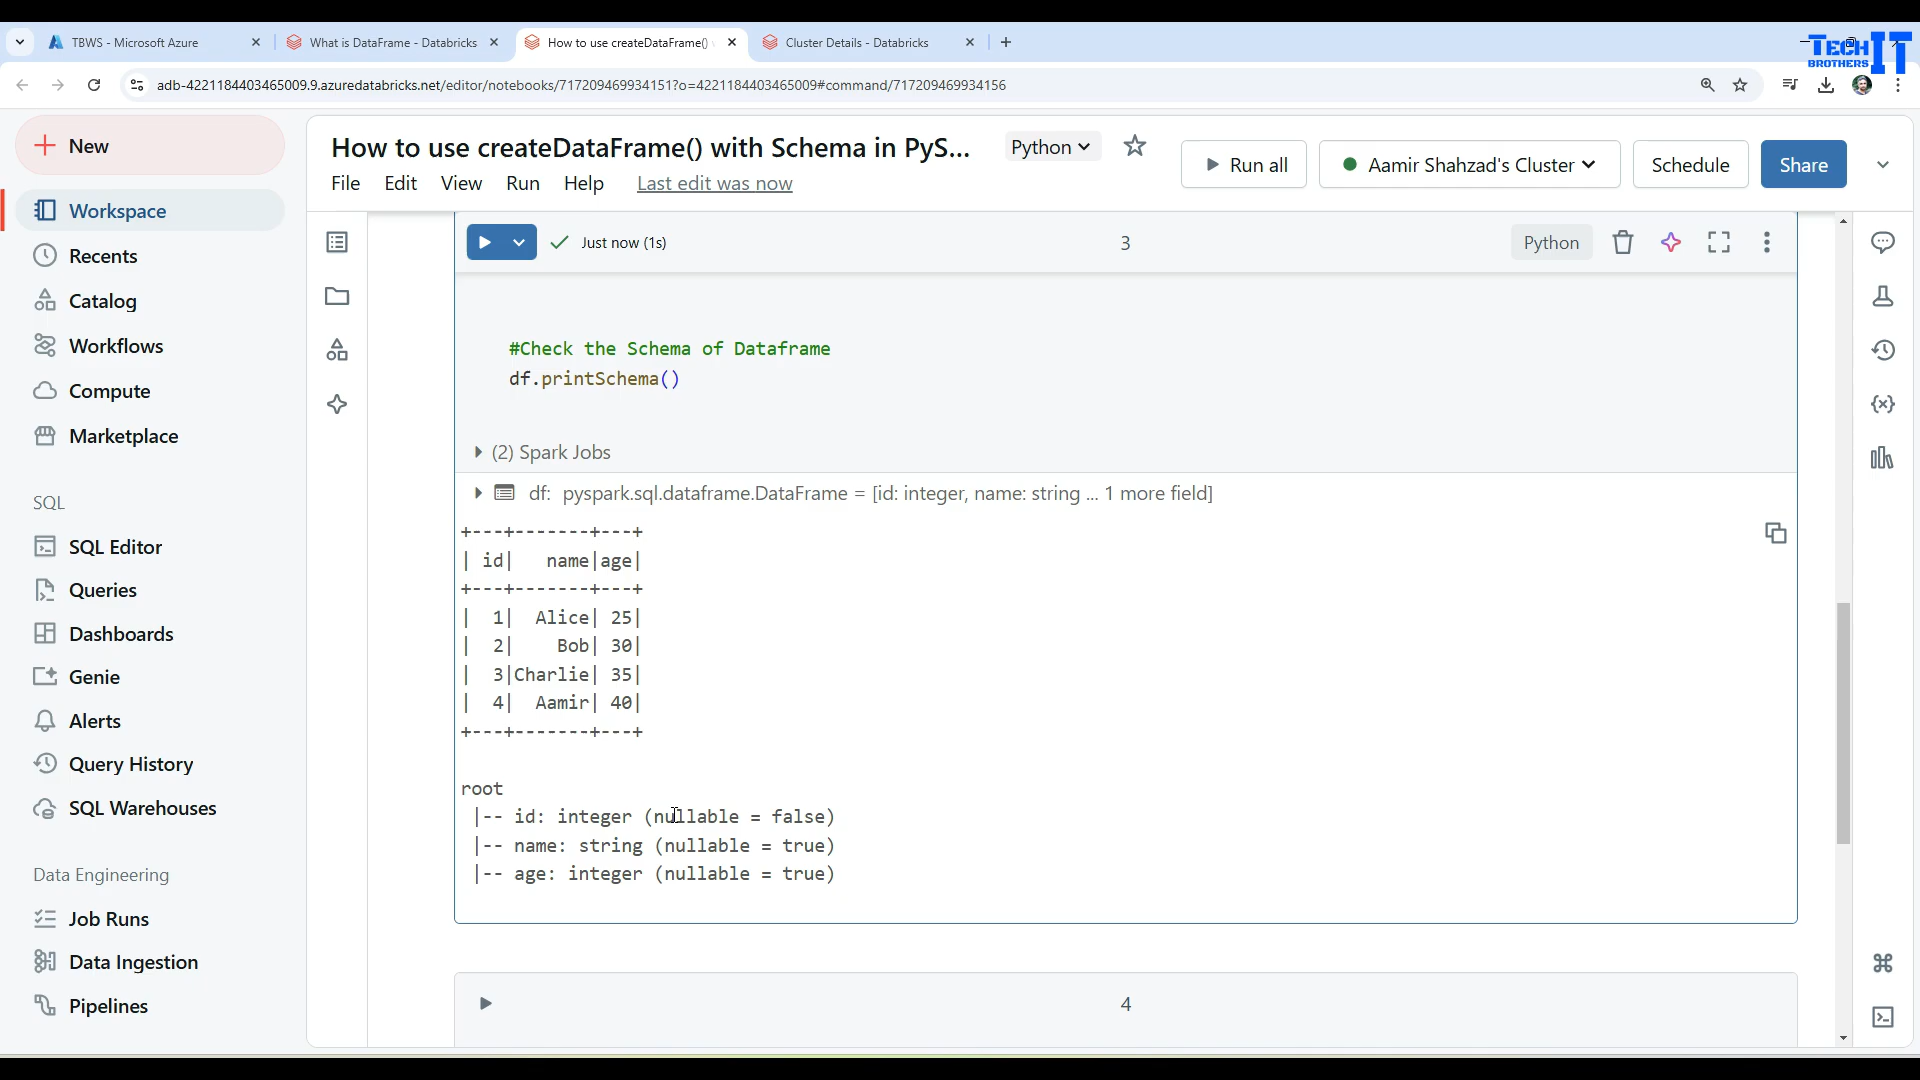 TBWS - Microsoft Azure
What is DataFrame - Databricks
How to use createDataFrame()
Cluster Details - Databricks
TECH IT
BROTHERS
adb-4221184403465009.9.azuredatabricks.net/editor/notebooks/717209469934151?o=4221184403465009#command/717209469934156
New
Workspace
Recents
Catalog
Workflows
Compute
Marketplace
SQL
SQL Editor
Queries
Dashboards
Genie
Alerts
Query History
SQL Warehouses
Data Engineering
Job Runs
Data Ingestion
Pipelines
How to use createDataFrame() with Schema in PyS...
Python
File Edit View Run Help Last edit was now
Run all
Aamir Shahzad's Cluster
Schedule
Share
Just now (1s)
3
Python
#Check the Schema of Dataframe
df.printSchema()
(2) Spark Jobs
df: pyspark.sql.dataframe.DataFrame = [id: integer, name: string ... 1 more field]
+---+-------+---+
| id|   name|age|
+---+-------+---+
|  1|  Alice| 25|
|  2|    Bob| 30|
|  3|Charlie| 35|
|  4|  Aamir| 40|
+---+-------+---+
root
 |-- id: integer (nullable = false)
 |-- name: string (nullable = true)
 |-- age: integer (nullable = true)
4